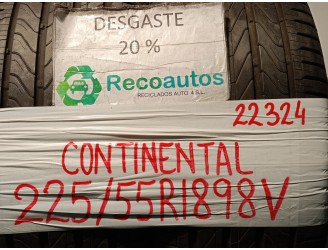 DESGASTE
20 %
Recoautos
RECICLADOS AUTO 4 S.L.
22324
CONTINENTAL
225/55R1898V